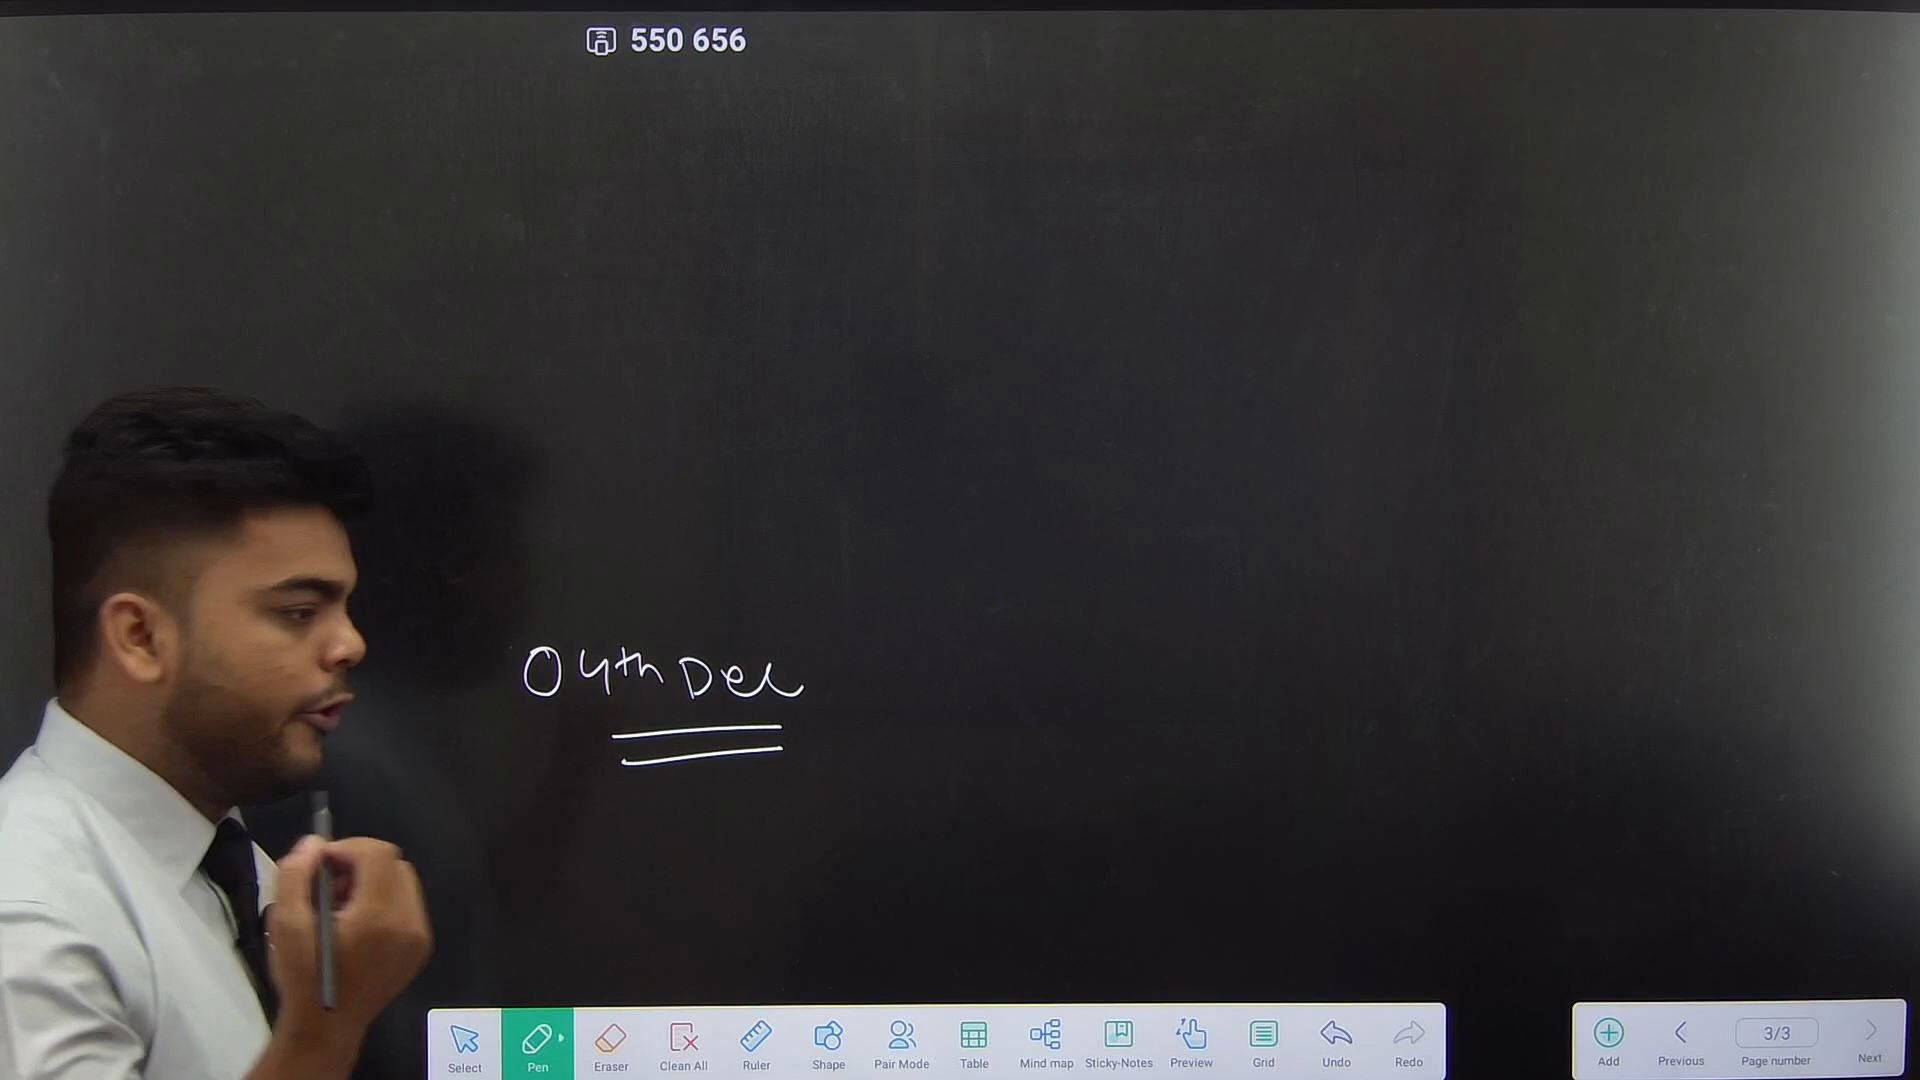 550 656
04th Dec
Select Pen Eraser Clean All Ruler Shape Pair Mode Table Mind map Sticky-Notes Preview Grid Undo Redo
Add Previous 3/3 Page number Next